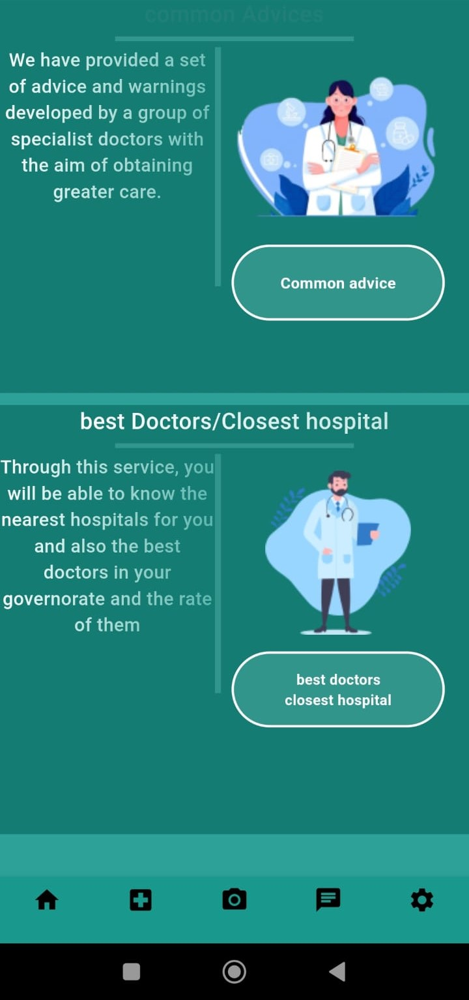 common Advices
We have provided a set
of advice and warnings
developed by a group of
specialist doctors with
the aim of obtaining
greater care.
Common advice
best Doctors/Closest hospital
Through this service, you
will be able to know the
nearest hospitals for you
and also the best
doctors in your
governorate and the rate
of them
best doctors
closest hospital